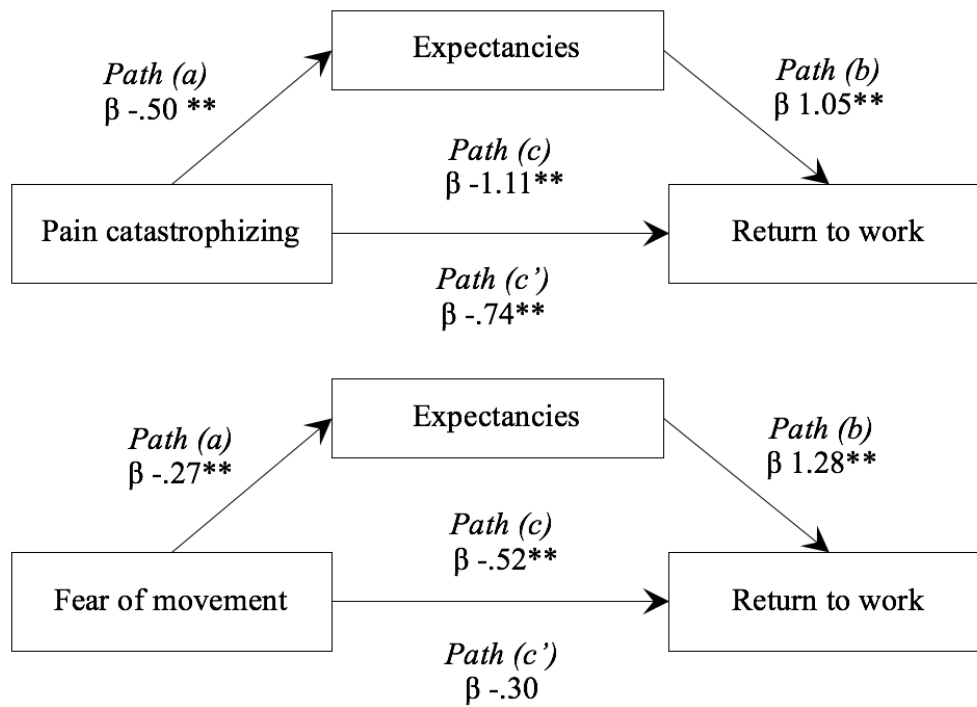 Expectancies
Path (a)
β -.50 **
Path (b)
β 1.05**
Path (c)
β -1.11**
Pain catastrophizing
Return to work
Path (c’)
β -.74**
Expectancies
Path (a)
β -.27**
Path (b)
β 1.28**
Path (c)
β -.52**
Fear of movement
Return to work
Path (c’)
β -.30